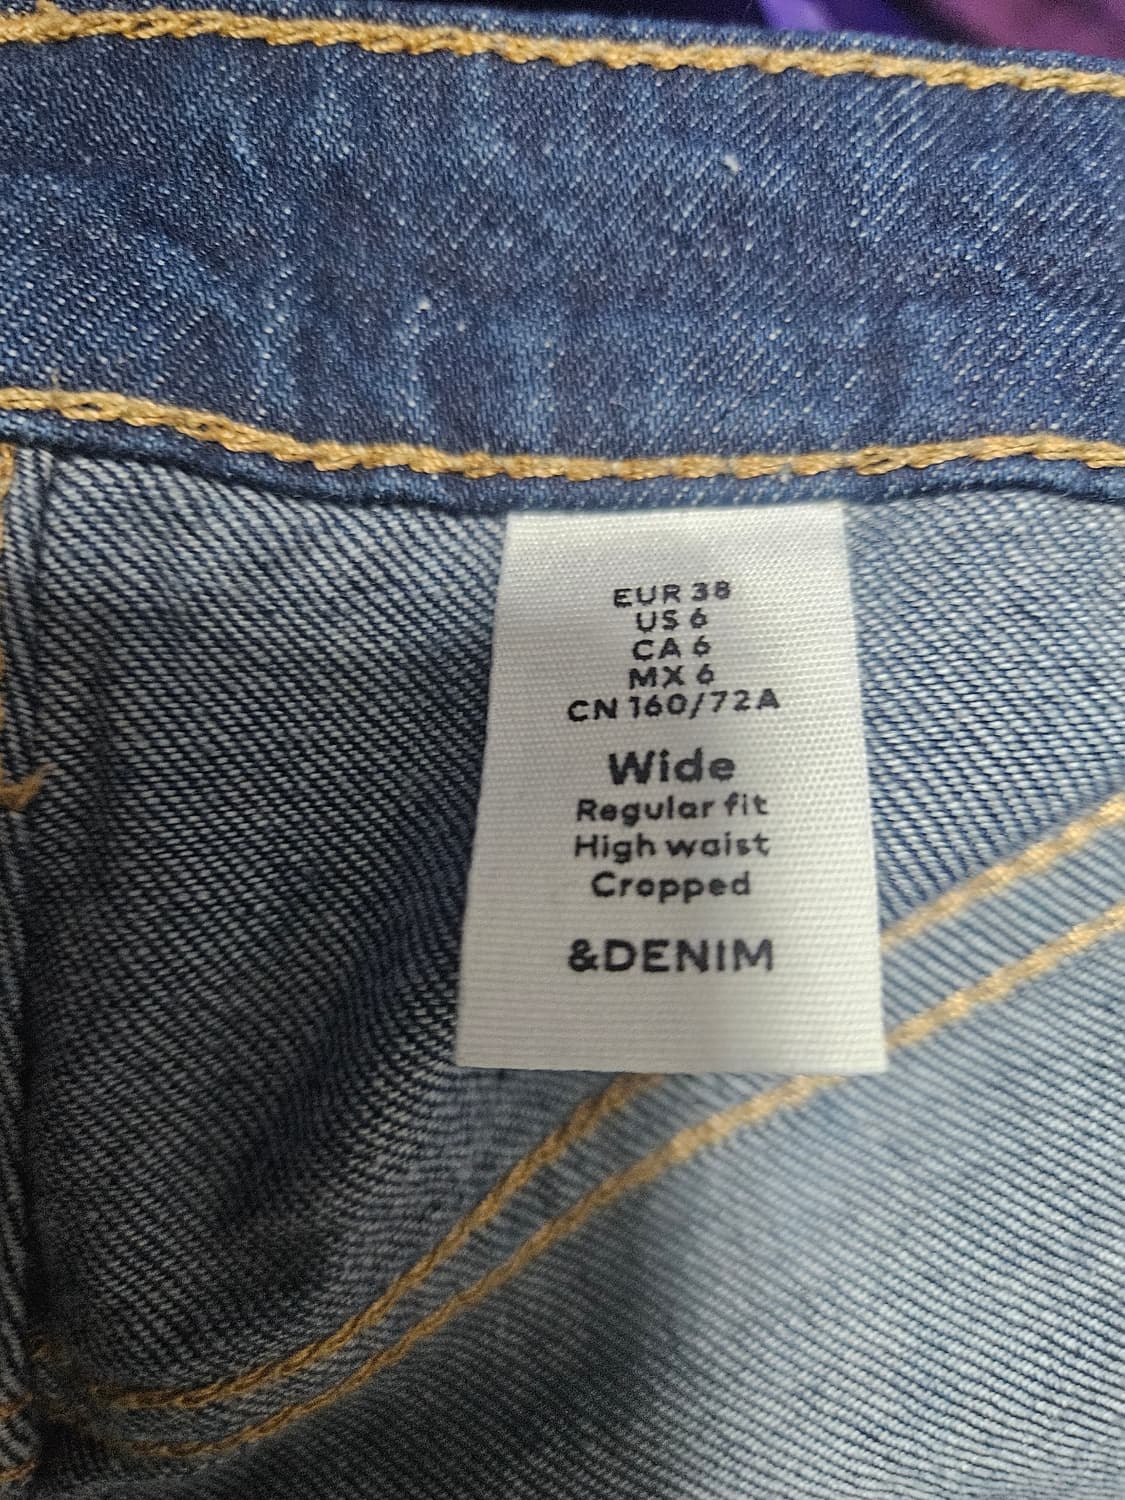 EUR 38
US 6
CA 6
MX 6
CN 160/72A
Wide
Regular fit
High waist
Cropped
&DENIM